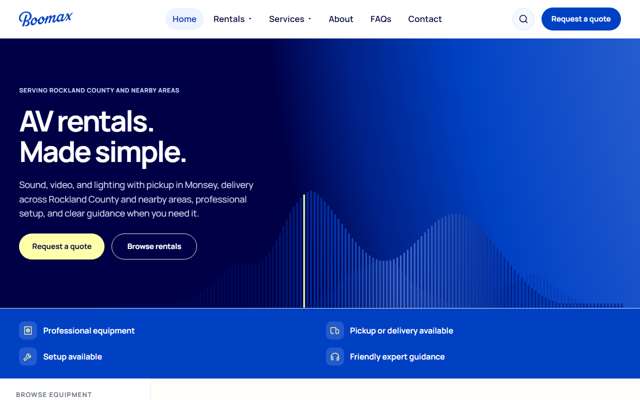 Boomax
Home
Rentals
Services
About
FAQs
Contact
Request a quote
SERVING ROCKLAND COUNTY AND NEARBY AREAS
AV rentals.
Made simple.
Sound, video, and lighting with pickup in Monsey, delivery
across Rockland County and nearby areas, professional
setup, and clear guidance when you need it.
Request a quote
Browse rentals
Professional equipment
Pickup or delivery available
Setup available
Friendly expert guidance
BROWSE EQUIPMENT